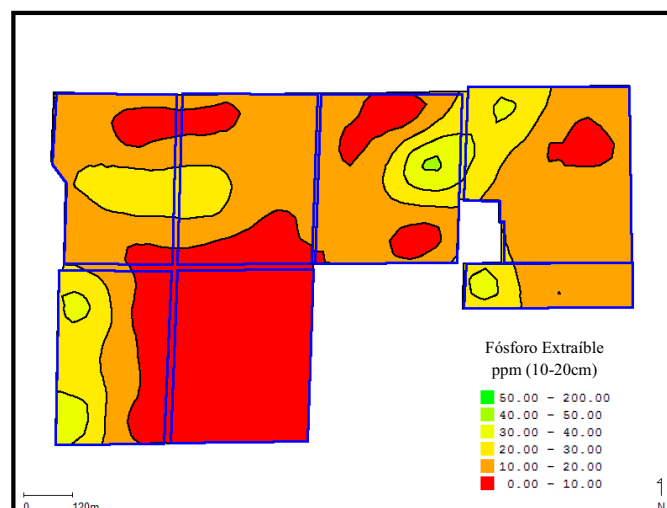 Fósforo Extraíble
ppm (10-20cm)
50.00 - 200.00
40.00 - 50.00
30.00 - 40.00
20.00 - 30.00
10.00 - 20.00
0.00 - 10.00
0 120m
N